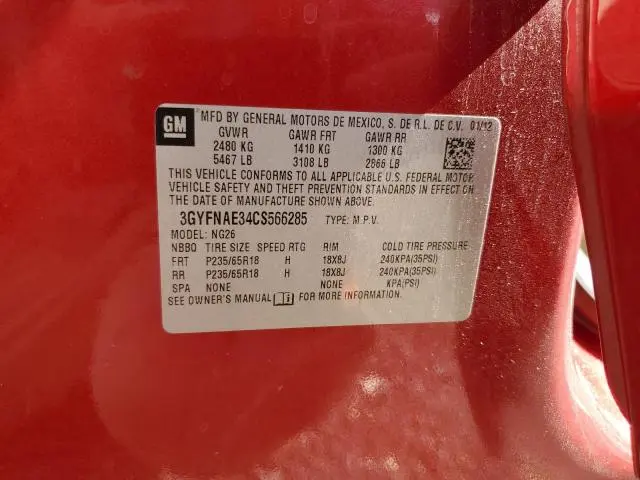 GM
MFD BY GENERAL MOTORS DE MEXICO, S. DE R.L. DE C.V. 01/12
GVWR GAWR FRT GAWR RR
2480 KG 1410 KG 1300 KG
5467 LB 3108 LB 2866 LB
THIS VEHICLE CONFORMS TO ALL APPLICABLE U.S. FEDERAL MOTOR
VEHICLE SAFETY AND THEFT PREVENTION STANDARDS IN EFFECT ON
THE DATE OF MANUFACTURE SHOWN ABOVE.
3GYFNAE34CS566285 TYPE: M.P.V.
MODEL: NG26
NBBQ TIRE SIZE SPEED RTG RIM COLD TIRE PRESSURE
FRT P235/65R18 H 18X8J 240KPA(35PSI)
RR P235/65R18 H 18X8J 240KPA(35PSI)
SPA NONE NONE KPA(PSI)
SEE OWNER'S MANUAL FOR MORE INFORMATION.